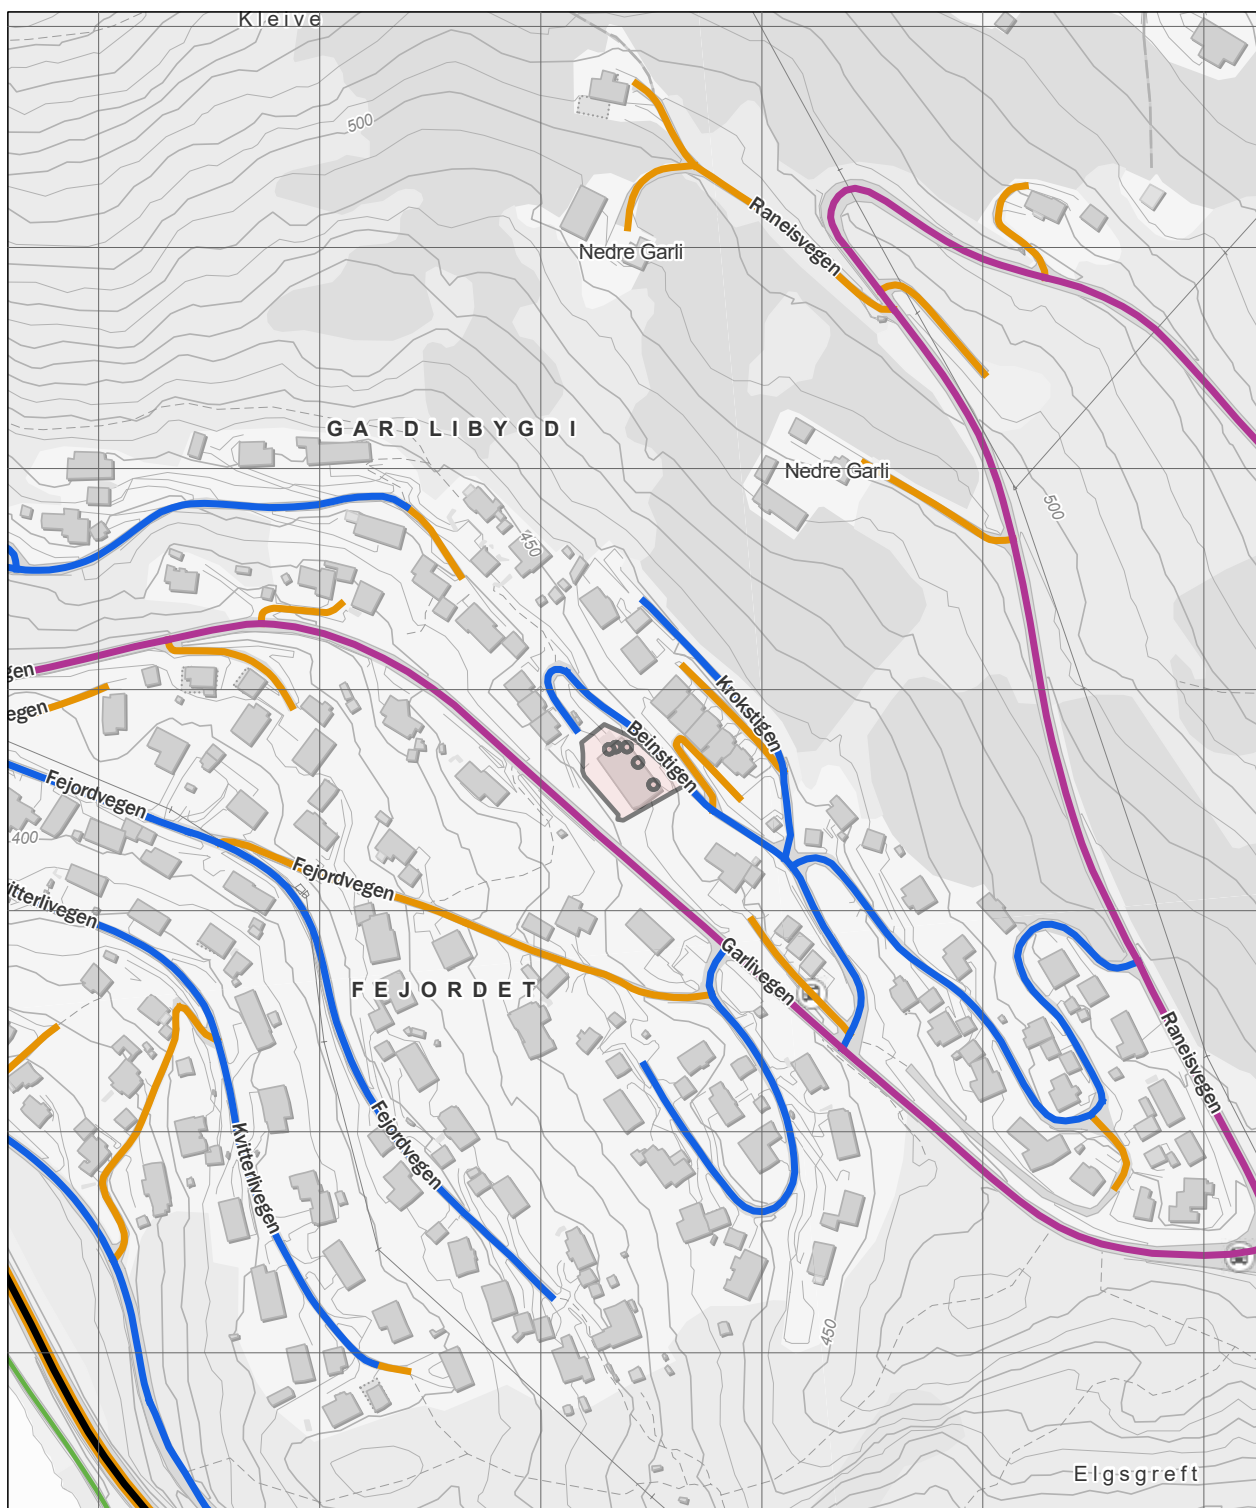 Kleive
500
Raneisvegen
Nedre Garli
GARDLIBYGDI
Nedre Garli
500
450
gen
egen
Krokstigen
Beinstigen
Fejordvegen
400
Fejordvegen
vitterlivegen
Garlivegen
FEJORDET
Raneisvegen
Fejordvegen
Kvitterlivegen
450
Elgsgreft